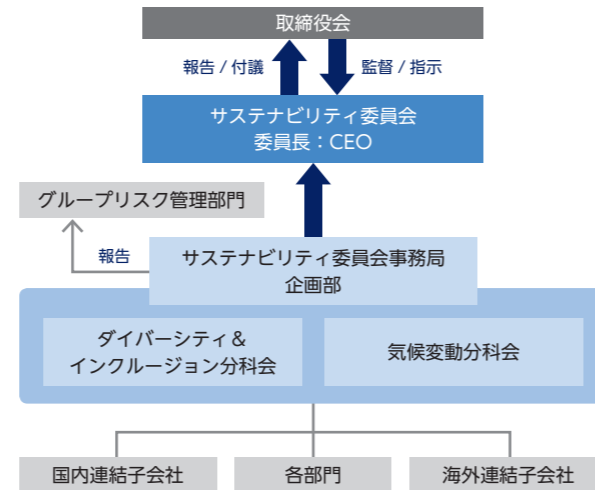 取締役会
報告 / 付議
監督 / 指示
サステナビリティ委員会
委員長：CEO
グループリスク管理部門
報告
サステナビリティ委員会事務局
企画部
ダイバーシティ＆
インクルージョン分科会
気候変動分科会
国内連結子会社
各部門
海外連結子会社